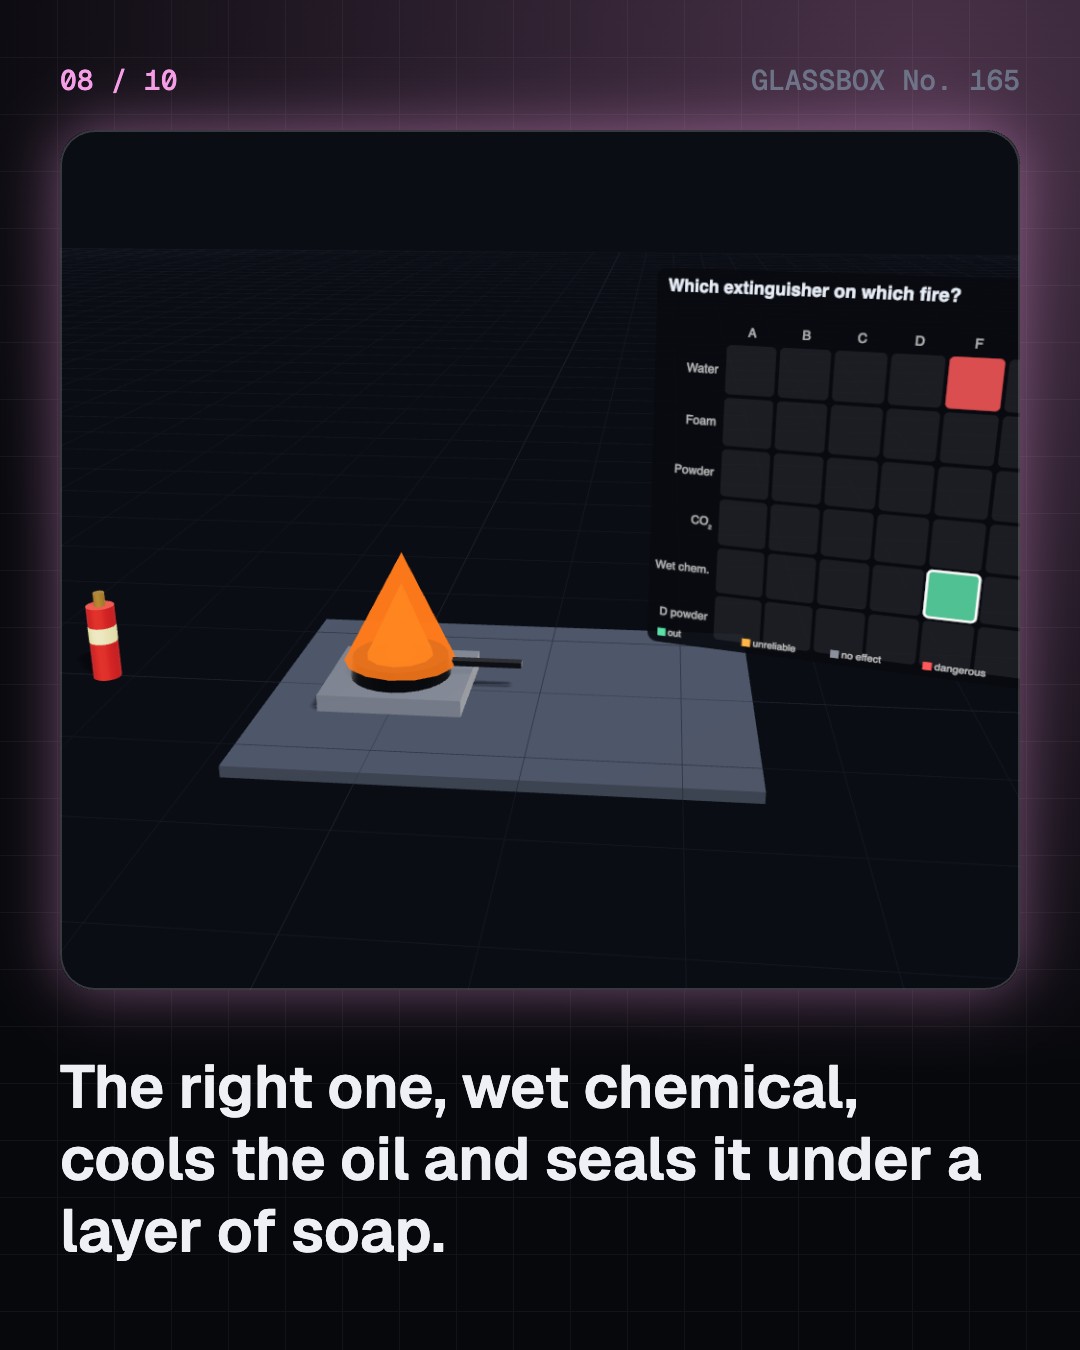 08 / 10
GLASSBOX No. 165
Which extinguisher on which fire?
A B C D F
Water
Foam
Powder
CO₂
Wet chem.
D powder
out unreliable no effect dangerous
The right one, wet chemical,
cools the oil and seals it under a
layer of soap.